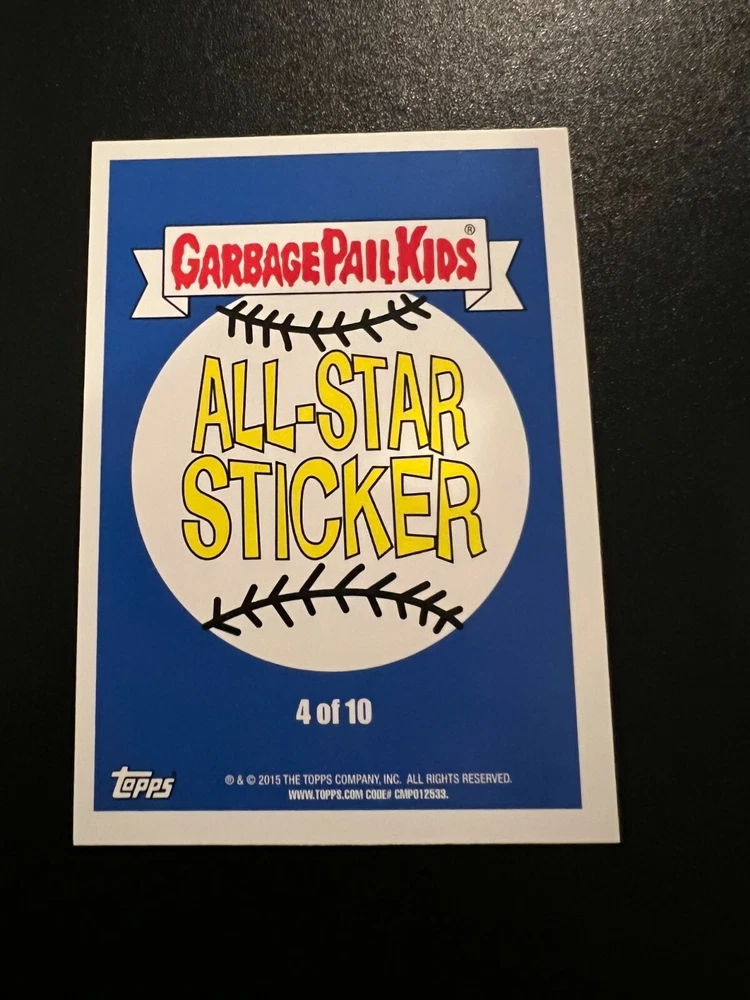 GARBAGE PAIL KIDS ®
ALL-STAR
STICKER
4 of 10
Topps
® & © 2015 THE TOPPS COMPANY, INC. ALL RIGHTS RESERVED.
WWW.TOPPS.COM CODE# CMP012533.